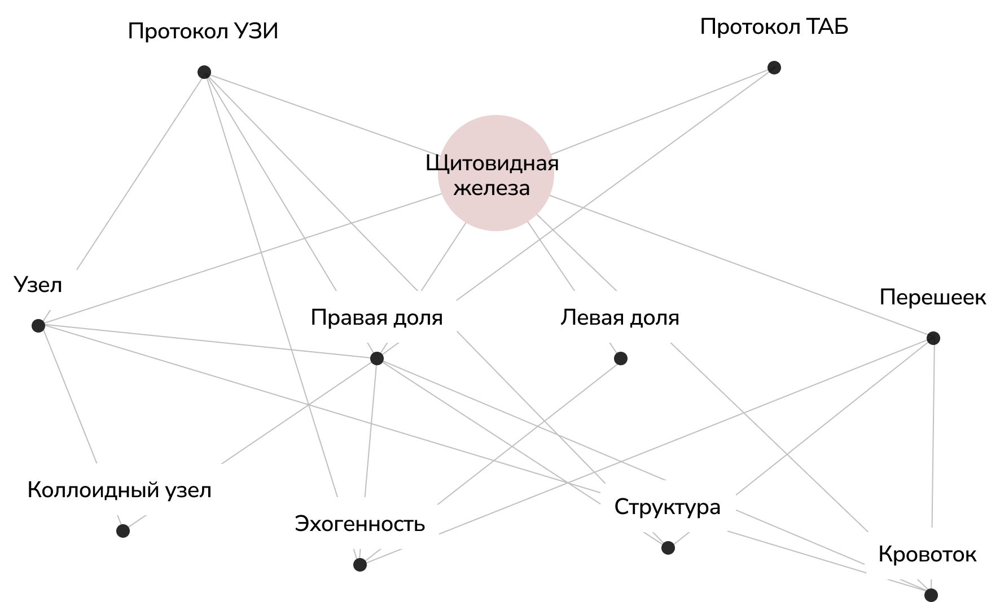 Протокол УЗИ
Протокол ТАБ
Щитовидная
железа
Узел
Правая доля
Левая доля
Перешеек
Коллоидный узел
Эхогенность
Структура
Кровоток